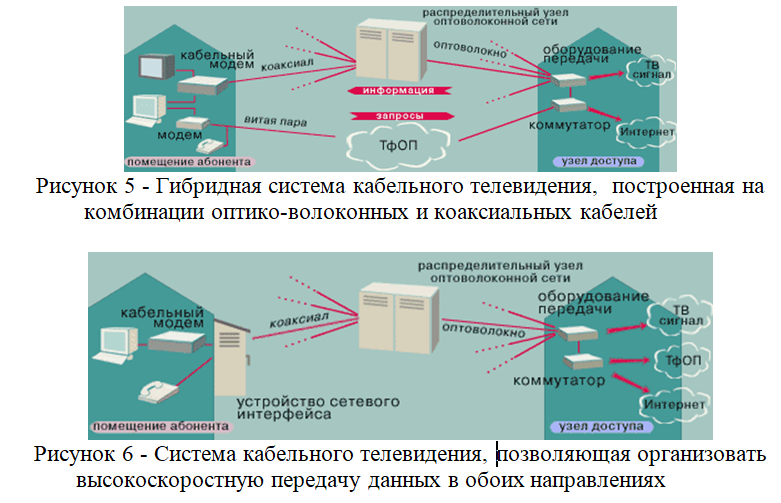 распределительный узел
оптоволоконной сети
кабельный
модем
коаксиал
оптоволокно
оборудование
передачи
ТВ
сигнал
информация
запросы
витая пара
модем
ТфОП
коммутатор
Интернет
помещение абонента
узел доступа
Рисунок 5 - Гибридная система кабельного телевидения, построенная на
комбинации оптико-волоконных и коаксиальных кабелей
распределительный узел
оптоволоконной сети
кабельный
модем
коаксиал
оптоволокно
оборудование
передачи
ТВ
сигнал
ТфОП
коммутатор
Интернет
устройство сетевого
интерфейса
помещение абонента
узел доступа
Рисунок 6 - Система кабельного телевидения, позволяющая организовать
высокоскоростную передачу данных в обоих направлениях